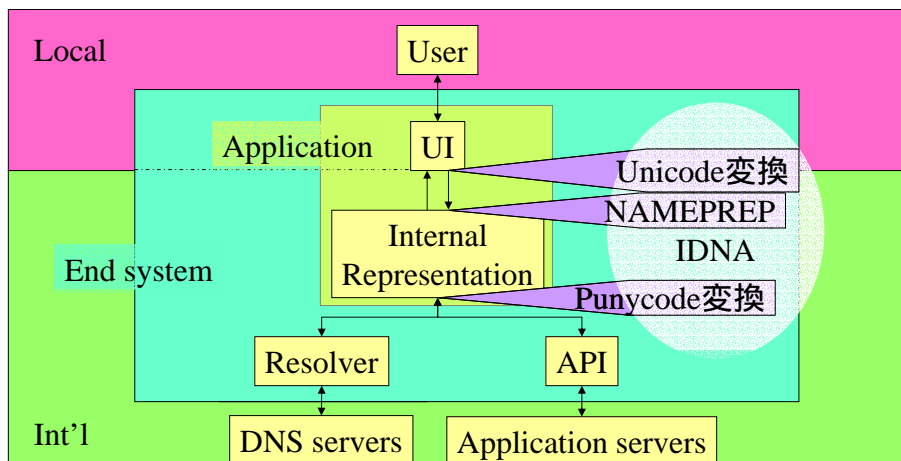 Local
User
Application
UI
Unicode変換
NAMEPREP
Internal
Representation
IDNA
End system
Punycode変換
Resolver
API
Int'l
DNS servers
Application servers